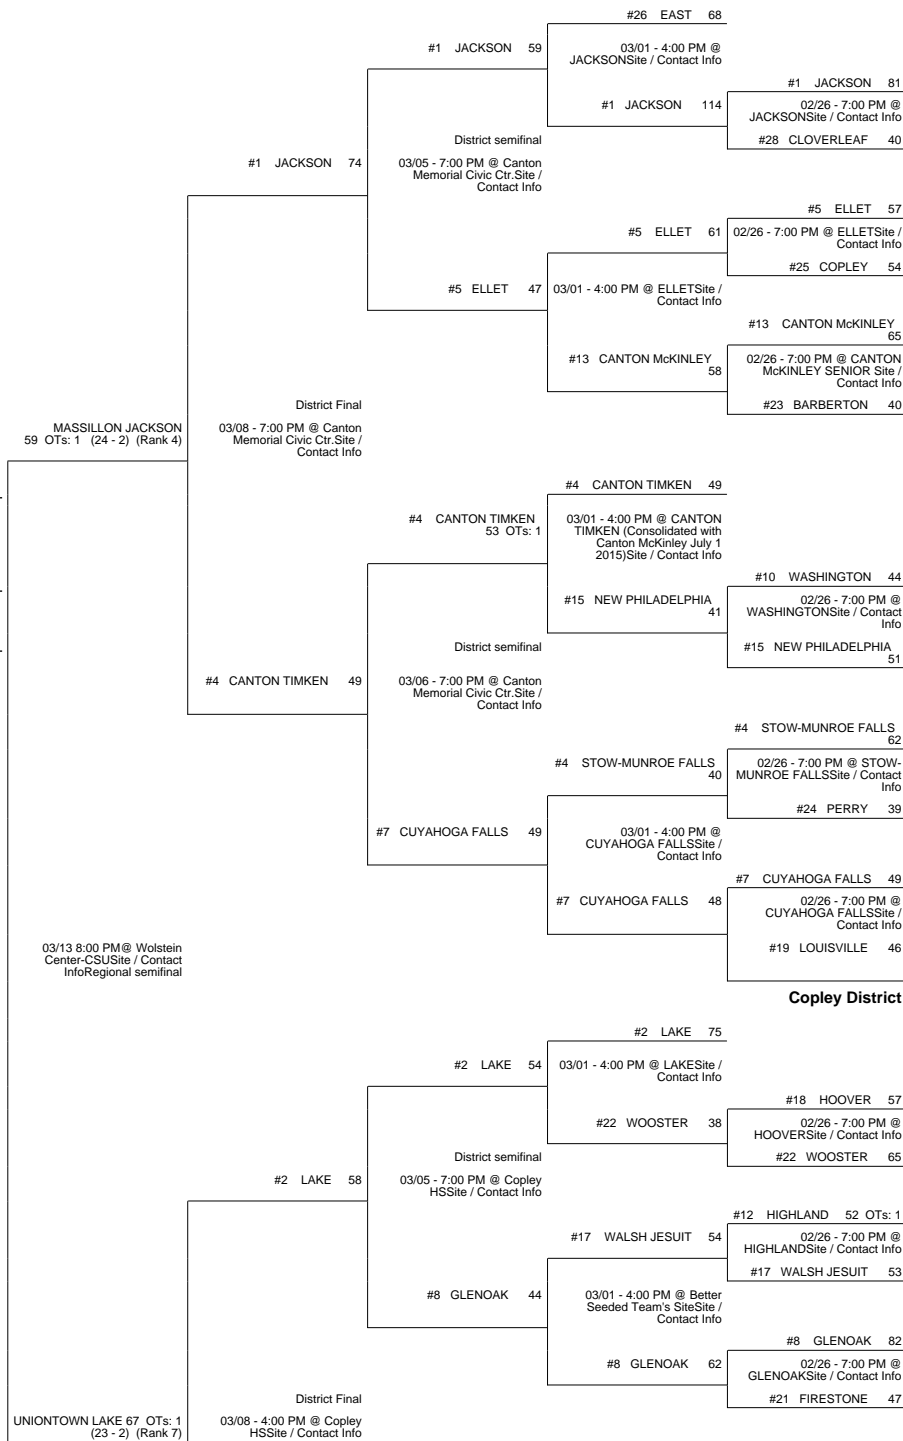 #26 EAST 68
#1 JACKSON 59
03/01 - 4:00 PM @
JACKSONSite / Contact Info
#1 JACKSON 81
#1 JACKSON 114
02/26 - 7:00 PM @
JACKSONSite / Contact Info
District semifinal
#28 CLOVERLEAF 40
#1 JACKSON 74
03/05 - 7:00 PM @ Canton
Memorial Civic Ctr.Site /
Contact Info
#5 ELLET 57
#5 ELLET 61
02/26 - 7:00 PM @ ELLETSite /
Contact Info
#25 COPLEY 54
#5 ELLET 47
03/01 - 4:00 PM @ ELLETSite /
Contact Info
#13 CANTON McKINLEY
65
#13 CANTON McKINLEY
58
02/26 - 7:00 PM @ CANTON
McKINLEY SENIOR Site /
Contact Info
#23 BARBERTON 40
District Final
MASSILLON JACKSON
59 OTs: 1 (24 - 2) (Rank 4)
03/08 - 7:00 PM @ Canton
Memorial Civic Ctr.Site /
Contact Info
#4 CANTON TIMKEN 49
#4 CANTON TIMKEN
53 OTs: 1
03/01 - 4:00 PM @ CANTON
TIMKEN (Consolidated with
Canton McKinley July 1
2015)Site / Contact Info
#10 WASHINGTON 44
#15 NEW PHILADELPHIA
41
02/26 - 7:00 PM @
WASHINGTONSite / Contact
Info
District semifinal
#15 NEW PHILADELPHIA
51
#4 CANTON TIMKEN 49
03/06 - 7:00 PM @ Canton
Memorial Civic Ctr.Site /
Contact Info
#4 STOW-MUNROE FALLS
62
#4 STOW-MUNROE FALLS
40
02/26 - 7:00 PM @ STOW-
MUNROE FALLSSite / Contact
Info
#24 PERRY 39
#7 CUYAHOGA FALLS 49
03/01 - 4:00 PM @
CUYAHOGA FALLSSite /
Contact Info
#7 CUYAHOGA FALLS 49
#7 CUYAHOGA FALLS 48
02/26 - 7:00 PM @
CUYAHOGA FALLSSite /
Contact Info
#19 LOUISVILLE 46
03/13 8:00 PM@ Wolstein
Center-CSUSite / Contact
InfoRegional semifinal
Copley District
#2 LAKE 75
#2 LAKE 54
03/01 - 4:00 PM @ LAKESite /
Contact Info
#18 HOOVER 57
#22 WOOSTER 38
02/26 - 7:00 PM @
HOOVERSite / Contact Info
District semifinal
#22 WOOSTER 65
#2 LAKE 58
03/05 - 7:00 PM @ Copley
HSSite / Contact Info
#12 HIGHLAND 52 OTs: 1
#17 WALSH JESUIT 54
02/26 - 7:00 PM @
HIGHLANDSite / Contact Info
#17 WALSH JESUIT 53
#8 GLENOAK 44
03/01 - 4:00 PM @ Better
Seeded Team's SiteSite /
Contact Info
#8 GLENOAK 82
#8 GLENOAK 62
02/26 - 7:00 PM @
GLENOAKSite / Contact Info
#21 FIRESTONE 47
District Final
UNIONTOWN LAKE 67 OTs: 1
(23 - 2) (Rank 7)
03/08 - 4:00 PM @ Copley
HSSite / Contact Info